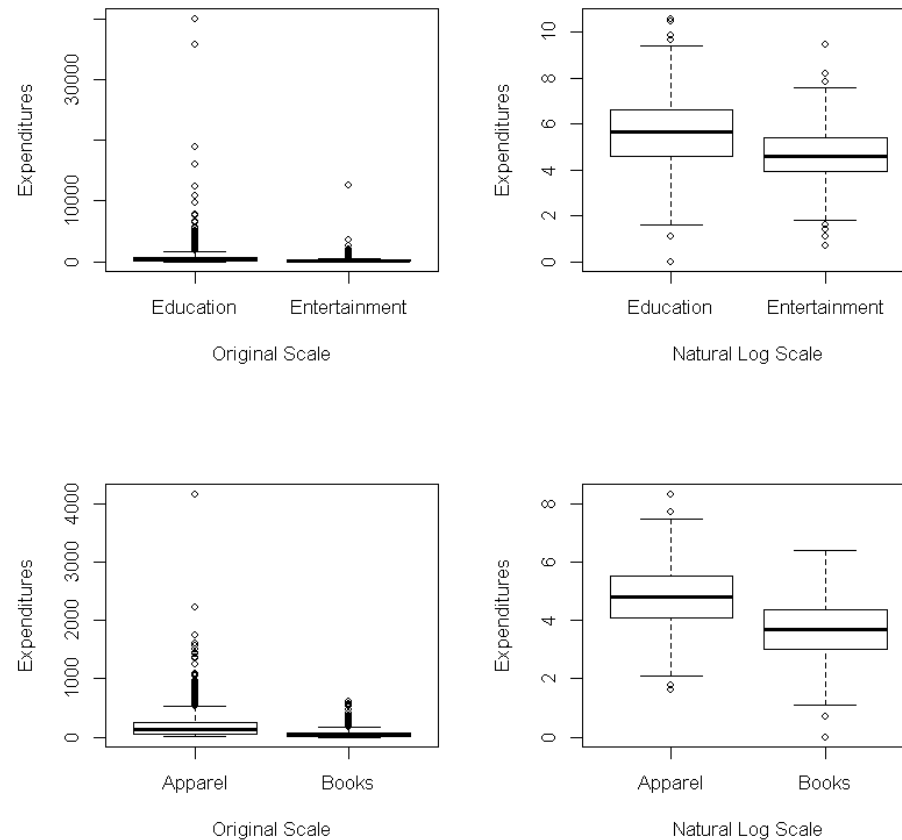 Expenditures
30000
10000
0
Education
Entertainment
Original Scale
Expenditures
10
8
6
4
2
0
Education
Entertainment
Natural Log Scale
Expenditures
4000
3000
2000
1000
0
Apparel
Books
Original Scale
Expenditures
8
6
4
2
0
Apparel
Books
Natural Log Scale